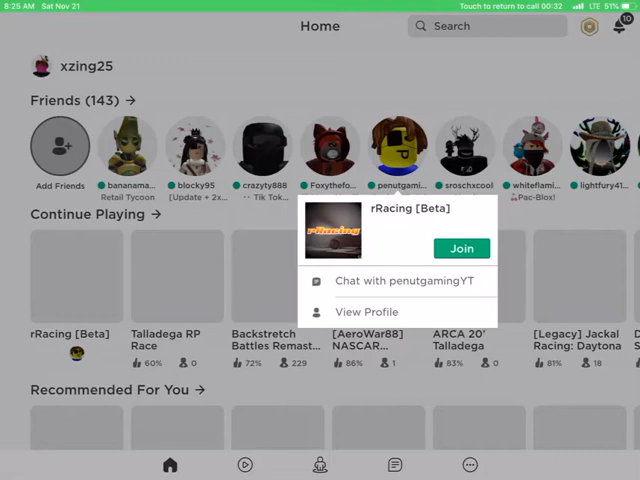 8:25 AM Sat Nov 21
Touch to return to call 00:32
LTE 51%
Home
Search
10
xzing25
Friends (143) →
Add Friends
bananama...
Retail Tycoon
blocky95
[Update + 2x...
crazyty888
Tik Tok...
Foxythefo...
penutgami...
sroschxcool
whiteflami...
Pac-Blox!
lightfury41...
Continue Playing →
rRacing
rRacing [Beta]
Join
Chat with penutgamingYT
View Profile
rRacing [Beta]
Talladega RP
Race
60% 0
Backstretch
Battles Remast...
72% 229
[AeroWar88]
NASCAR...
86% 1
ARCA 20'
Talladega
83% 0
[Legacy] Jackal
Racing: Daytona
81% 18
Recommended For You →